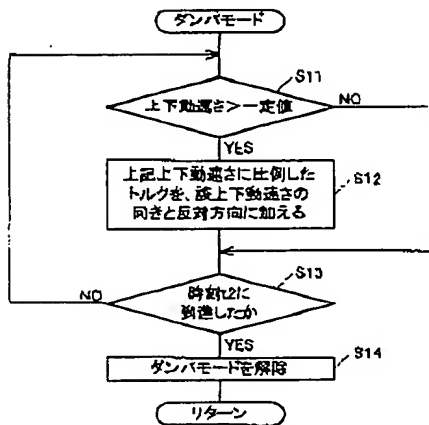 ダンパモード
S11
上下動速さ>一定値
NO
YES
上記上下動速さに比例した
トルクを、該上下動速さの
向きと反対方向に加える
S12
S13
時刻t2に
到達したか
NO
YES
S14
ダンパモードを解除
リターン